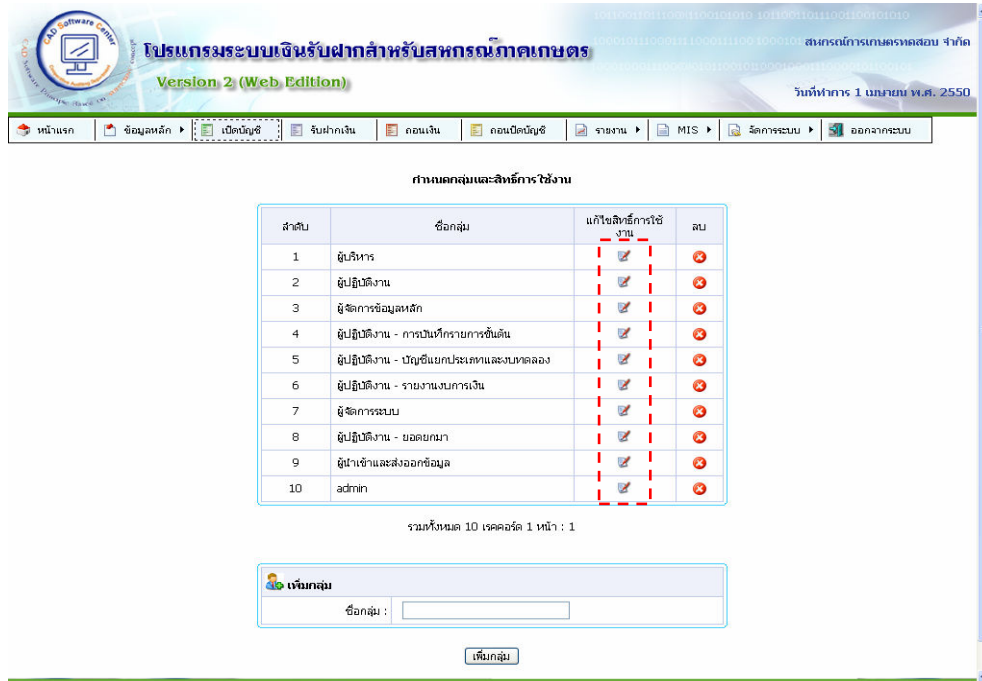 CAD Software Center
โปรแกรมระบบเงินรับฝากสำหรับสหกรณ์ภาคเกษตร
Version 2 (Web Edition)
สหกรณ์การเกษตรทดสอบ จำกัด
วันที่ทำการ 1 เมษายน พ.ศ. 2550
หน้าแรก ข้อมูลหลัก เปิดบัญชี รับฝากเงิน ถอนเงิน ถอนปิดบัญชี รายงาน MIS จัดการระบบ ออกจากระบบ
กำหนดกลุ่มและสิทธิ์การใช้งาน
ลำดับ ชื่อกลุ่ม แก้ไขสิทธิ์การใช้งาน ลบ
1 ผู้บริหาร
2 ผู้ปฏิบัติงาน
3 ผู้จัดการข้อมูลหลัก
4 ผู้ปฏิบัติงาน - การบันทึกรายการขั้นต้น
5 ผู้ปฏิบัติงาน - บัญชีแยกประเภทและงบทดลอง
6 ผู้ปฏิบัติงาน - รายงานงบการเงิน
7 ผู้จัดการระบบ
8 ผู้ปฏิบัติงาน - ยอดยกมา
9 ผู้นำเข้าและส่งออกข้อมูล
10 admin
รวมทั้งหมด 10 เรคคอร์ด 1 หน้า : 1
เพิ่มกลุ่ม
ชื่อกลุ่ม :
เพิ่มกลุ่ม